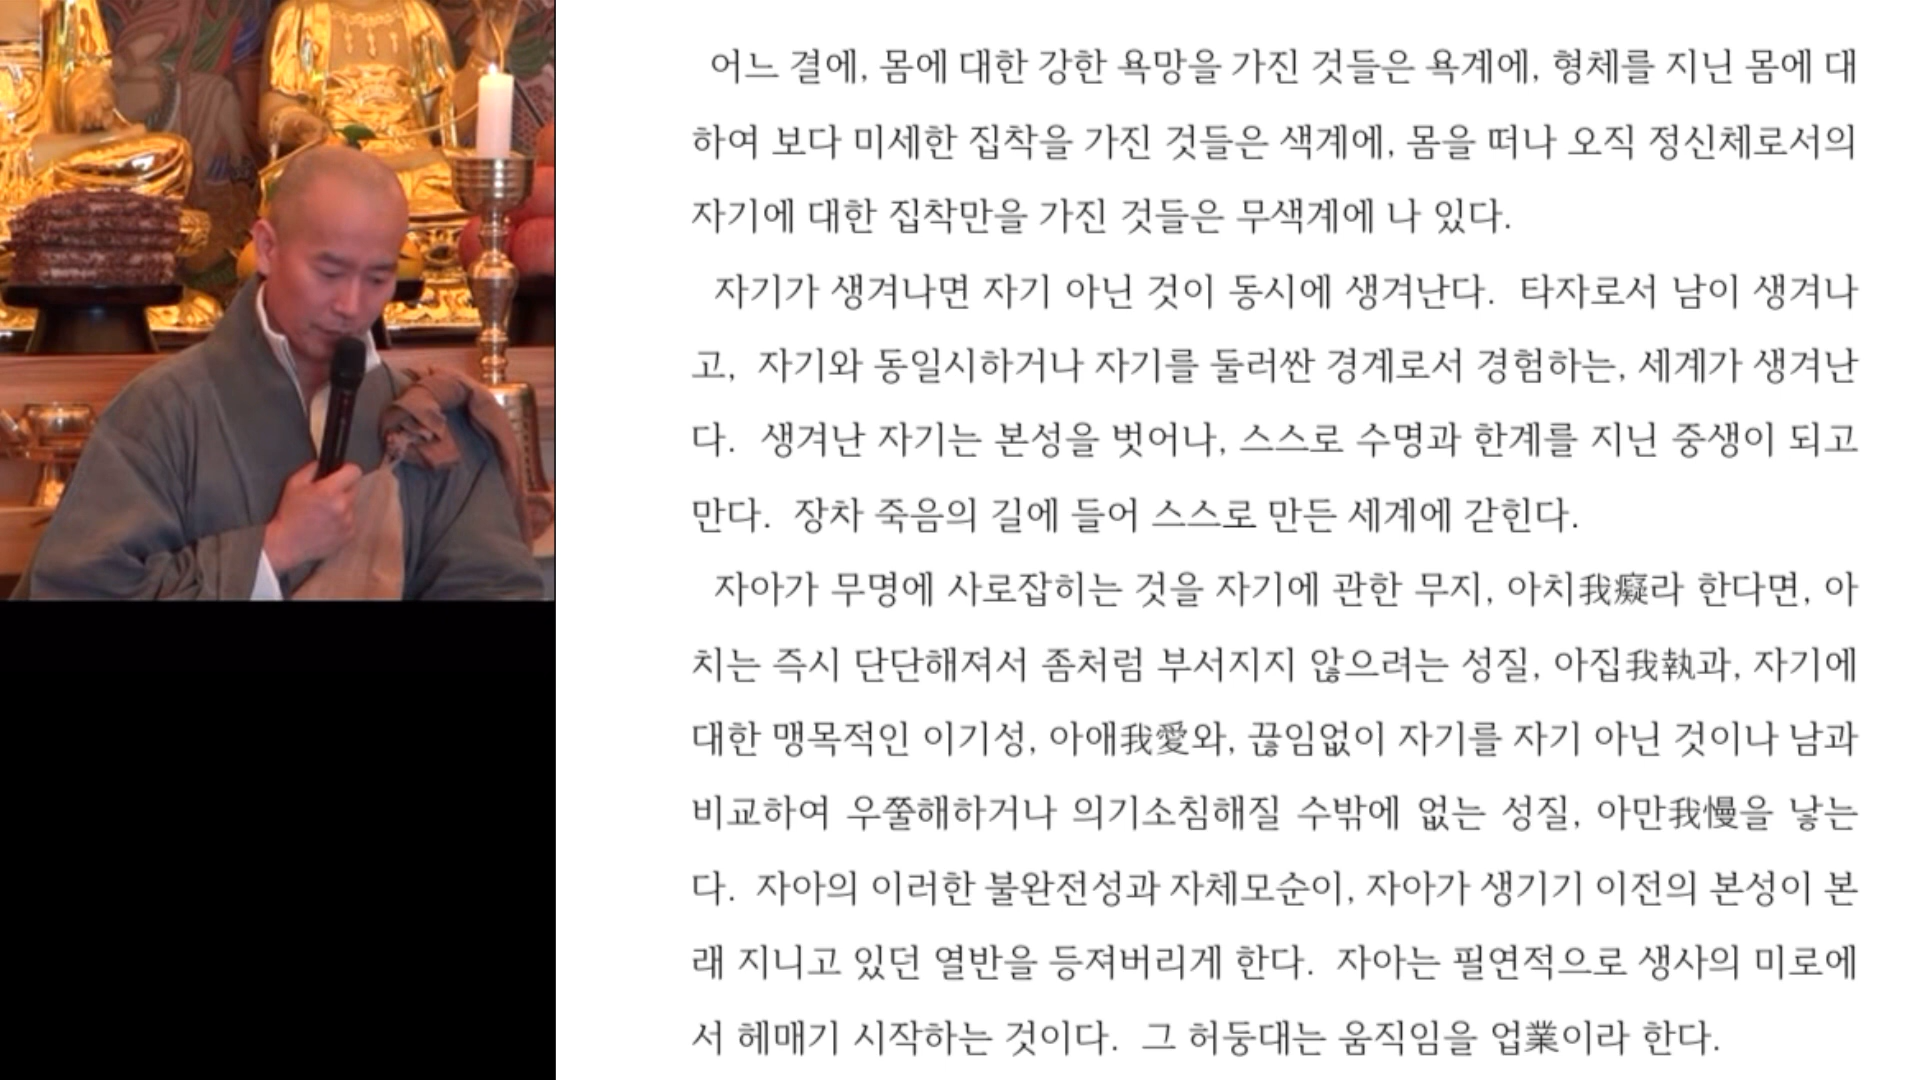 어느 결에, 몸에 대한 강한 욕망을 가진 것들은 욕계에, 형체를 지닌 몸에 대
하여 보다 미세한 집착을 가진 것들은 색계에, 몸을 떠나 오직 정신체로서의
자기에 대한 집착만을 가진 것들은 무색계에 나 있다.
자기가 생겨나면 자기 아닌 것이 동시에 생겨난다. 타자로서 남이 생겨나
고, 자기와 동일시하거나 자기를 둘러싼 경계로서 경험하는, 세계가 생겨난
다. 생겨난 자기는 본성을 벗어나, 스스로 수명과 한계를 지닌 중생이 되고
만다. 장차 죽음의 길에 들어 스스로 만든 세계에 갇힌다.
자아가 무명에 사로잡히는 것을 자기에 관한 무지, 아치我癡라 한다면, 아
치는 즉시 단단해져서 좀처럼 부서지지 않으려는 성질, 아집我執과, 자기에
대한 맹목적인 이기성, 아애我愛와, 끊임없이 자기를 자기 아닌 것이나 남과
비교하여 우쭐해하거나 의기소침해질 수밖에 없는 성질, 아만我慢을 낳는
다. 자아의 이러한 불완전성과 자체모순이, 자아가 생기기 이전의 본성이 본
래 지니고 있던 열반을 등져버리게 한다. 자아는 필연적으로 생사의 미로에
서 헤매기 시작하는 것이다. 그 허둥대는 움직임을 업業이라 한다.